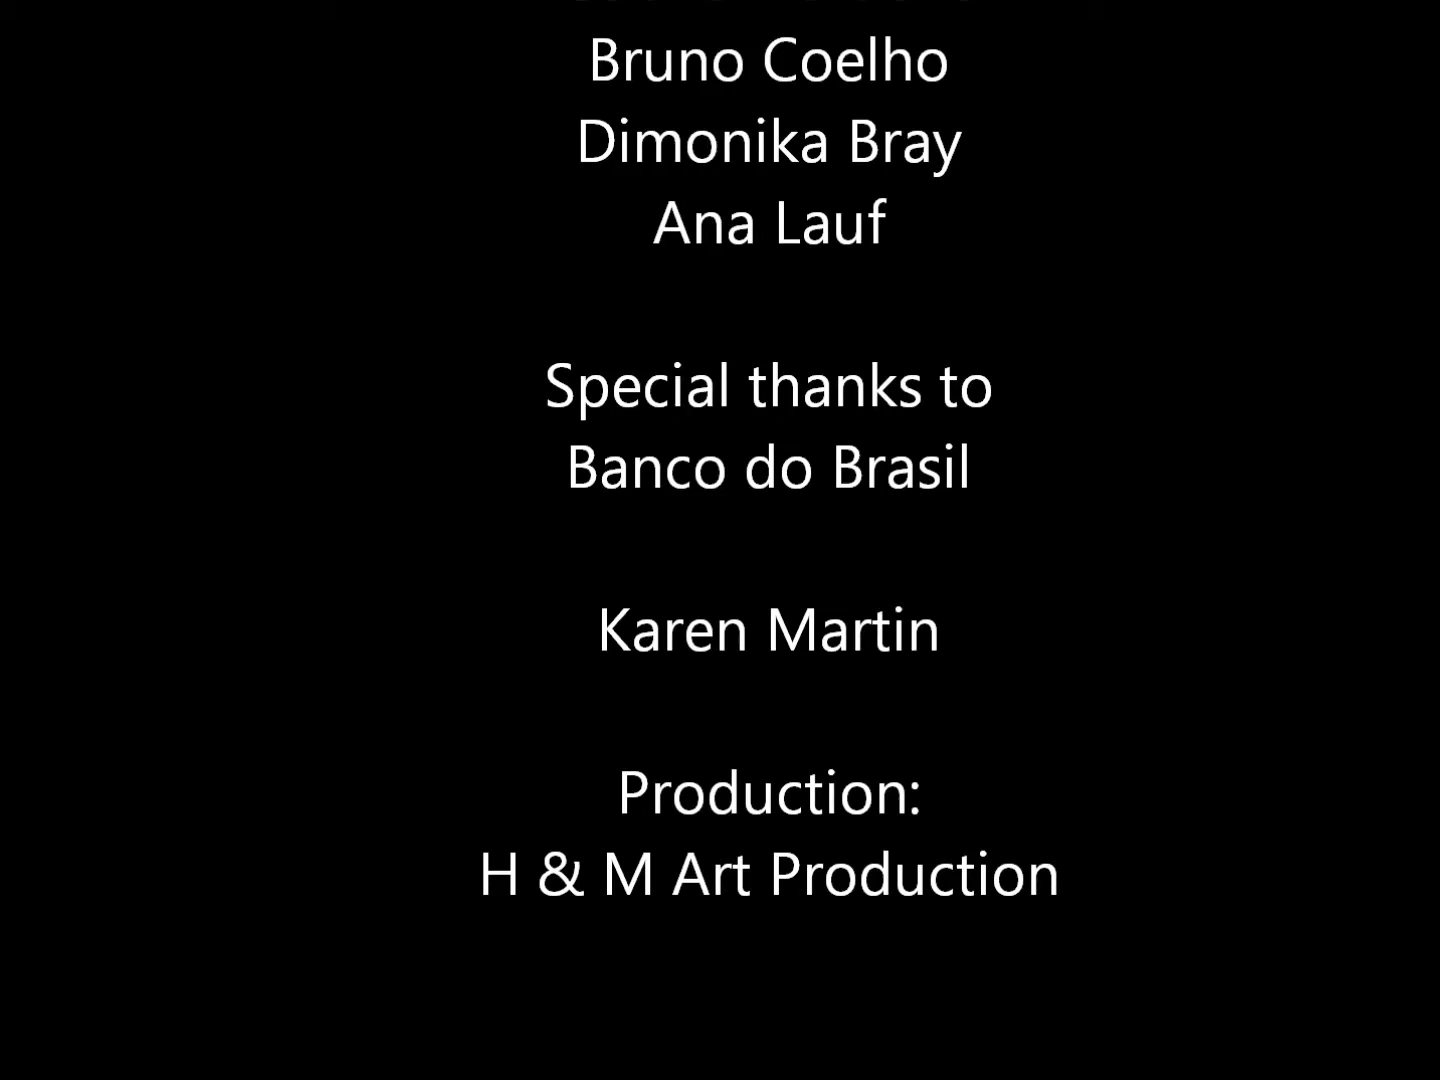 Bruno Coelho
Dimonika Bray
Ana Lauf
Special thanks to
Banco do Brasil
Karen Martin
Production:
H & M Art Production